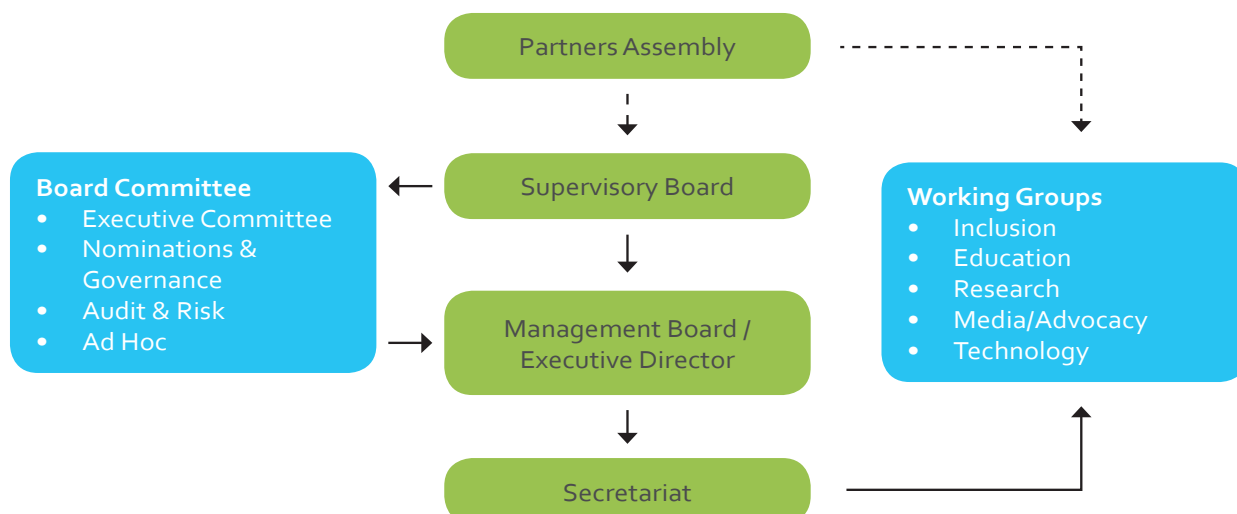 Partners Assembly
Supervisory Board
Board Committee
• Executive Committee
• Nominations &
Governance
• Audit & Risk
• Ad Hoc
Management Board /
Executive Director
Secretariat
Working Groups
• Inclusion
• Education
• Research
• Media/Advocacy
• Technology